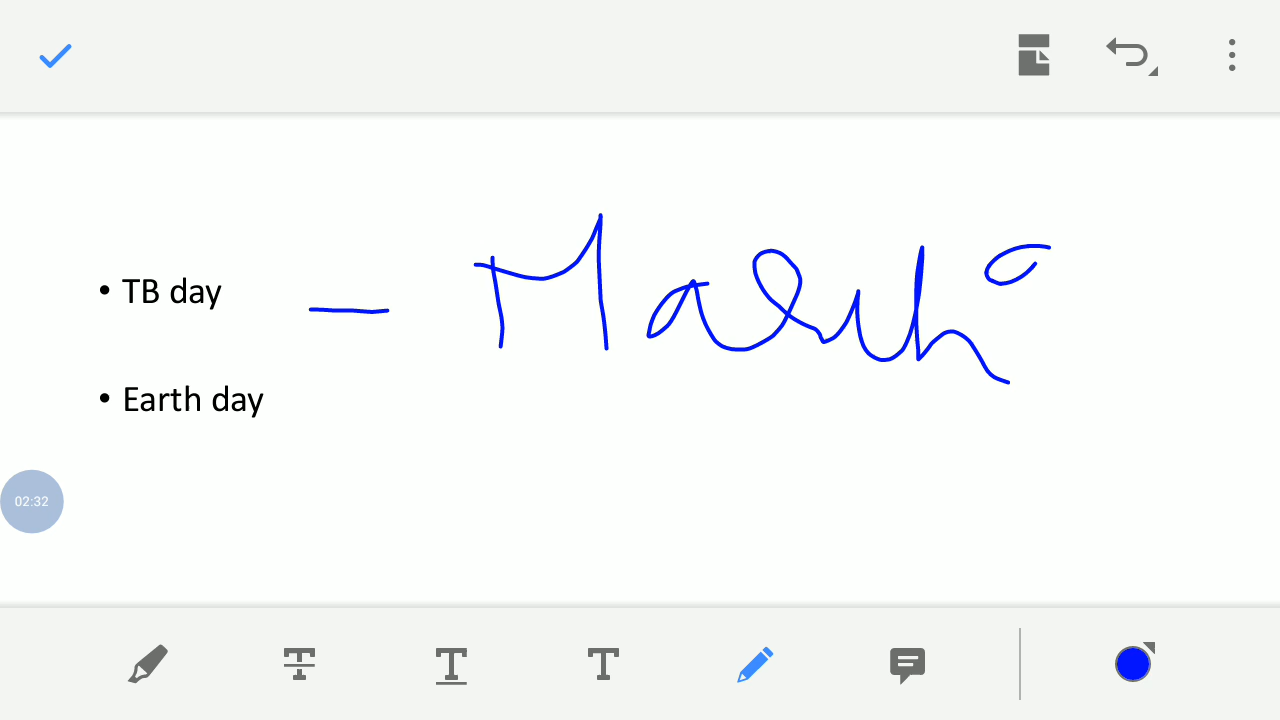 • TB day — March
• Earth day
02:32